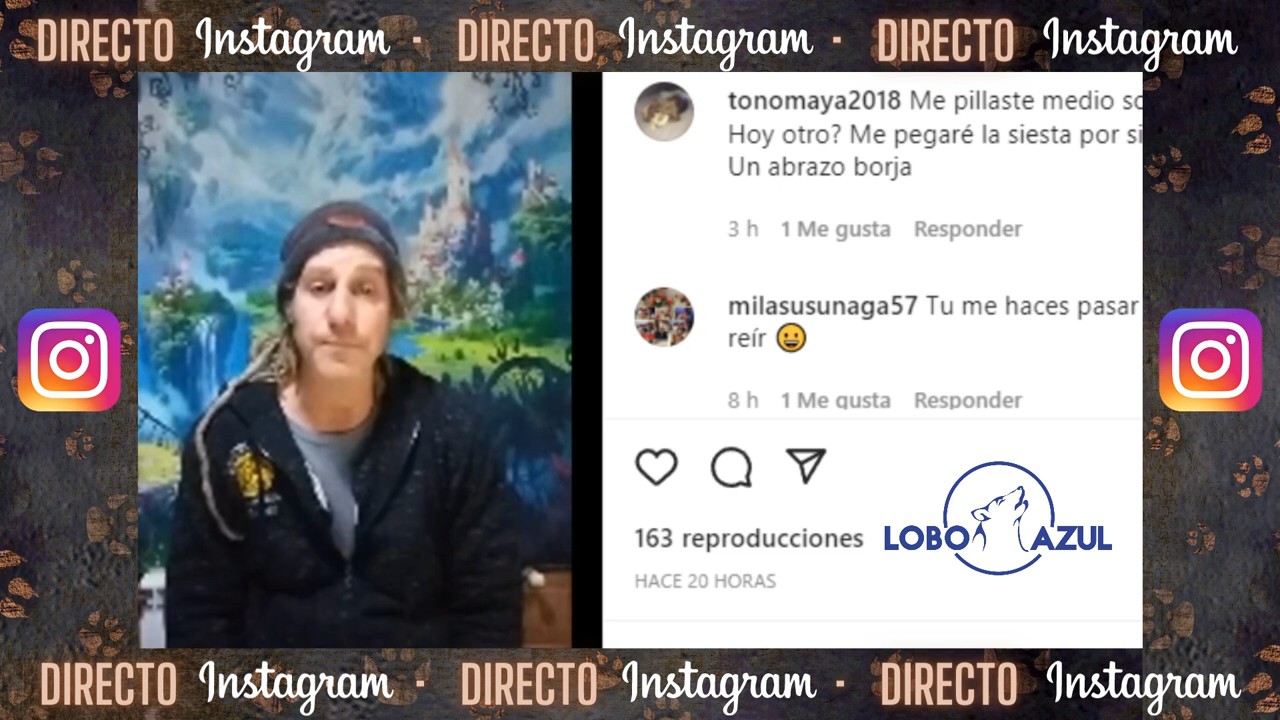 DIRECTO Instagram · DIRECTO Instagram · DIRECTO Instagram
tonomaya2018 Me pillaste medio
Hoy otro? Me pegaré la siesta por
Un abrazo borja
3 h 1 Me gusta Responder
milasusunaga57 Tu me haces pasar
reír 😀
8 h 1 Me gusta Responder
163 reproducciones
LOBO AZUL
HACE 20 HORAS
DIRECTO Instagram · DIRECTO Instagram · DIRECTO Instagram